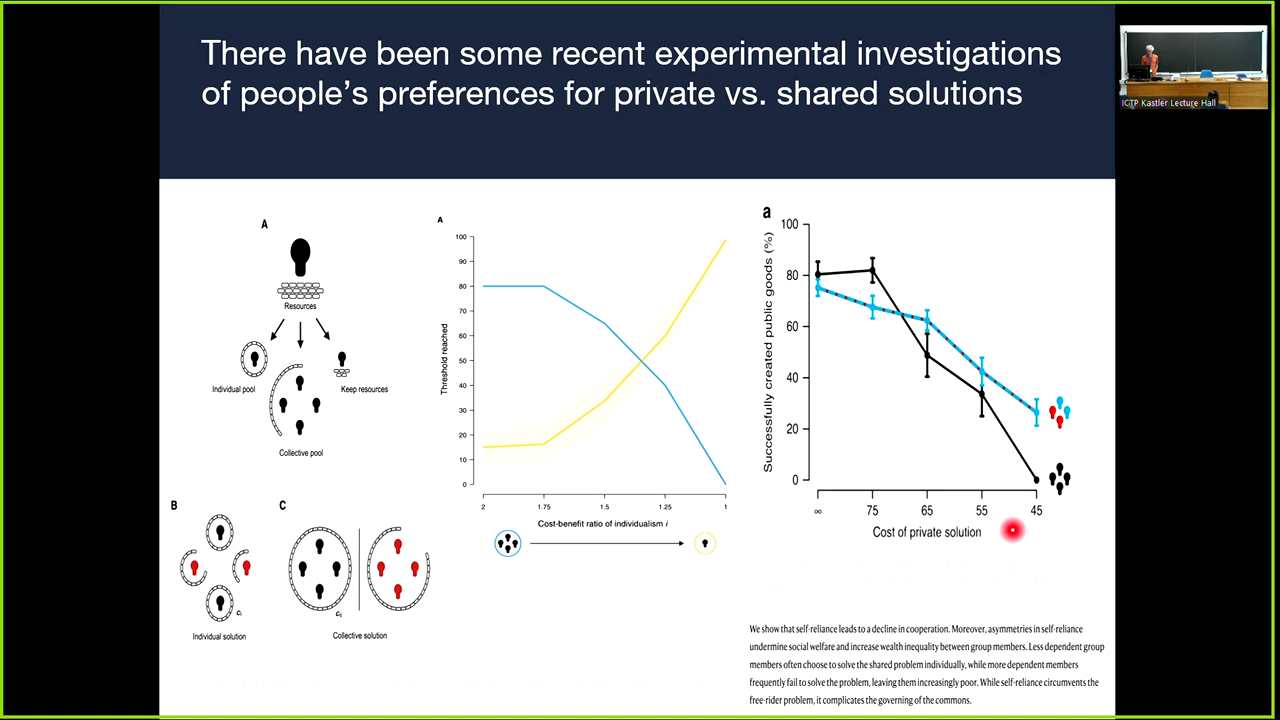 There have been some recent experimental investigations
of people's preferences for private vs. shared solutions
ICTP Kastler Lecture Hall
A
Resources
Individual pool
Keep resources
Collective pool
B
C
C
C
Individual solution
Collective solution
A
Threshold reached
100
90
80
70
60
50
40
30
20
10
0
2
1.75
1.5
1.25
1
Cost-benefit ratio of individualism i
a
Successfully created public goods (%)
100
80
60
40
20
0
∞
75
65
55
45
Cost of private solution
We show that self-reliance leads to a decline in cooperation. Moreover, asymmetries in self-reliance
undermine social welfare and increase wealth inequality between group members. Less dependent group
members often choose to solve the shared problem individually, while more dependent members
frequently fail to solve the problem, leaving them increasingly poor. While self-reliance circumvents the
free-rider problem, it complicates the governing of the commons.